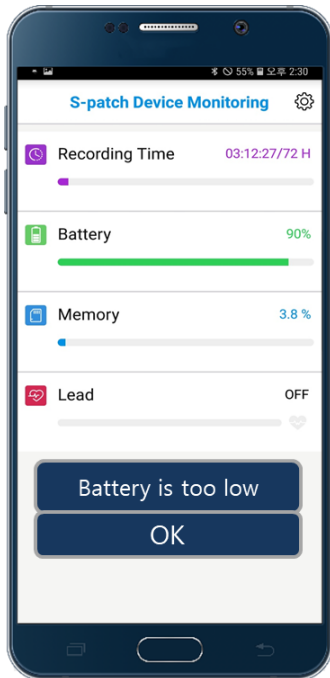 55% 오후 2:30
S-patch Device Monitoring
Recording Time 03:12:27/72 H
Battery 90%
Memory 3.8 %
Lead OFF
Battery is too low
OK